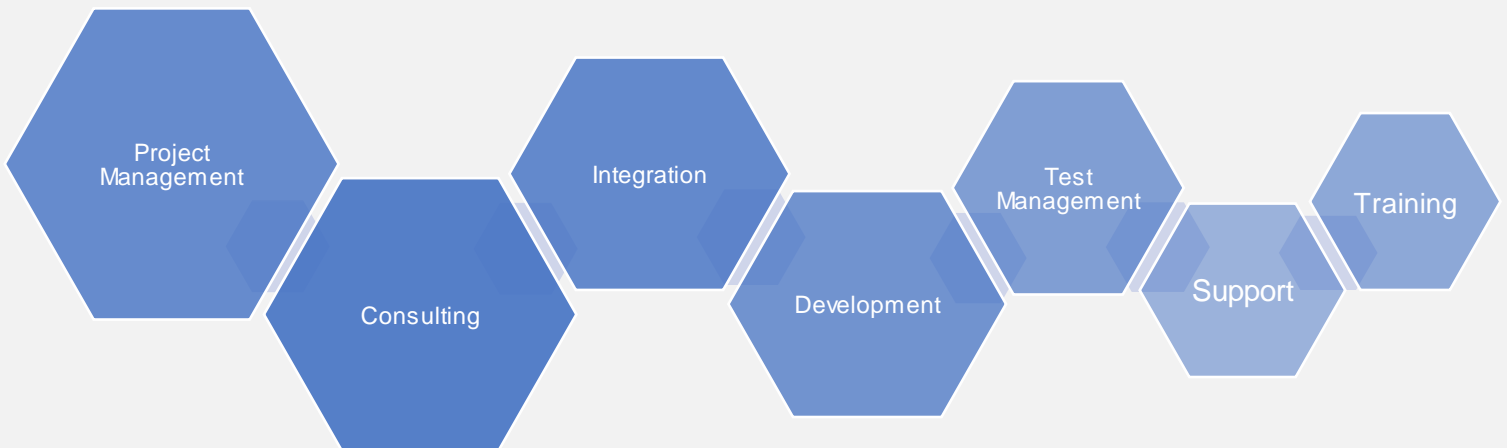 Project
Management
Consulting
Integration
Development
Test
Management
Support
Training